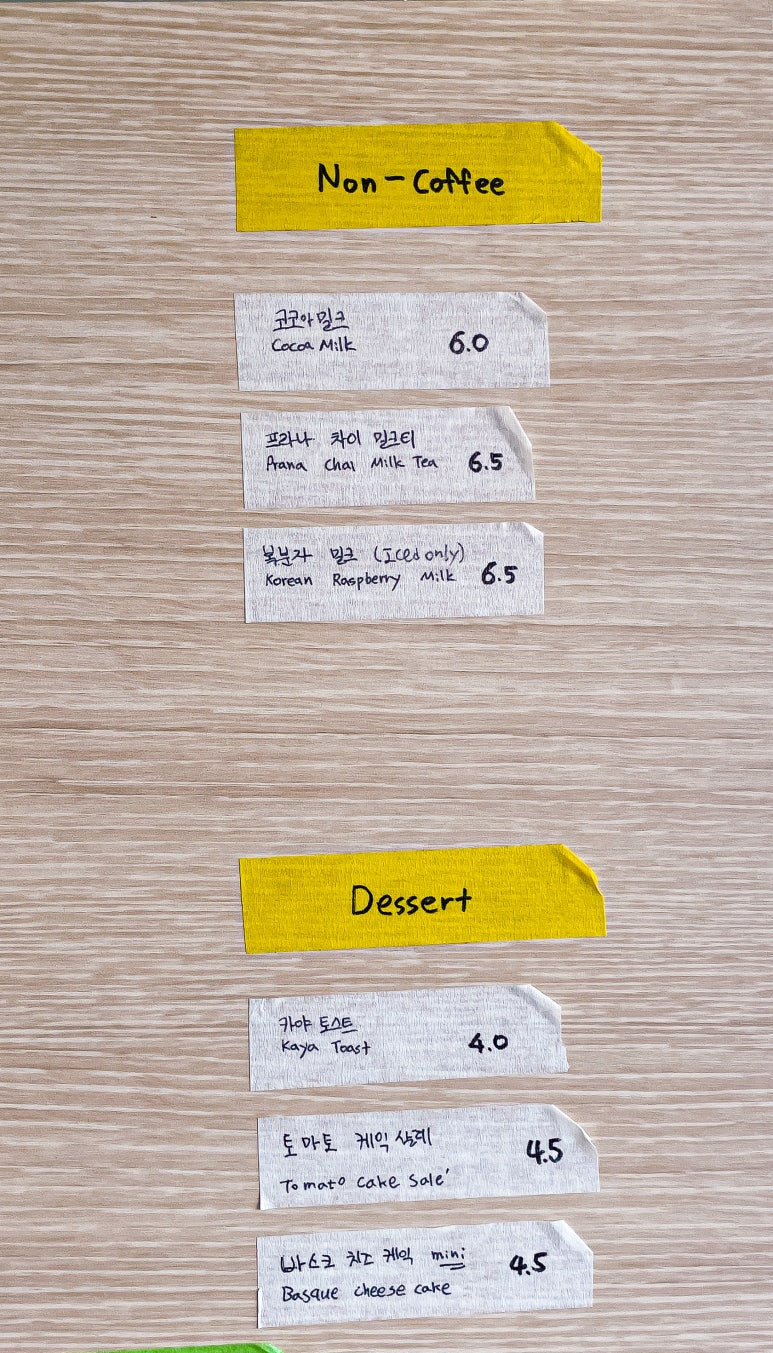 Non-Coffee
코코아밀크
Cocoa Milk 6.0
프라나 차이 밀크티
Prana Chai Milk Tea 6.5
복분자 밀크 (Iced only)
Korean Raspberry Milk 6.5
Dessert
카야 토스트
Kaya Toast 4.0
토마토 케익살레 4.5
Tomato Cake Sale'
바스크 치즈 케익 mini 4.5
Basque cheese cake